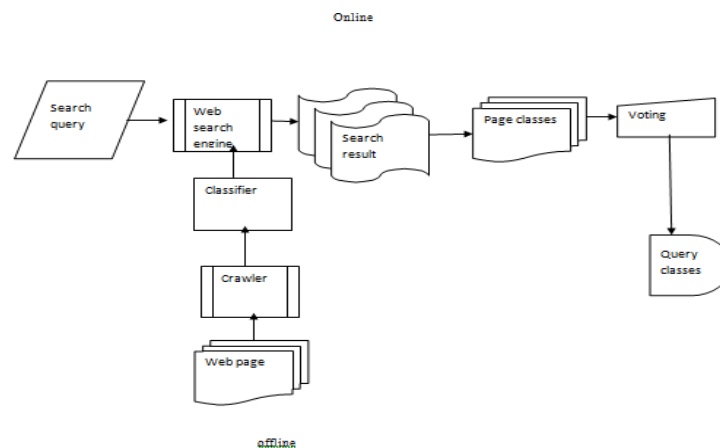 Online
Search
query
Web
search
engine
Search
result
Page classes
Voting
Classifier
Query
classes
Crawler
Web page
offline